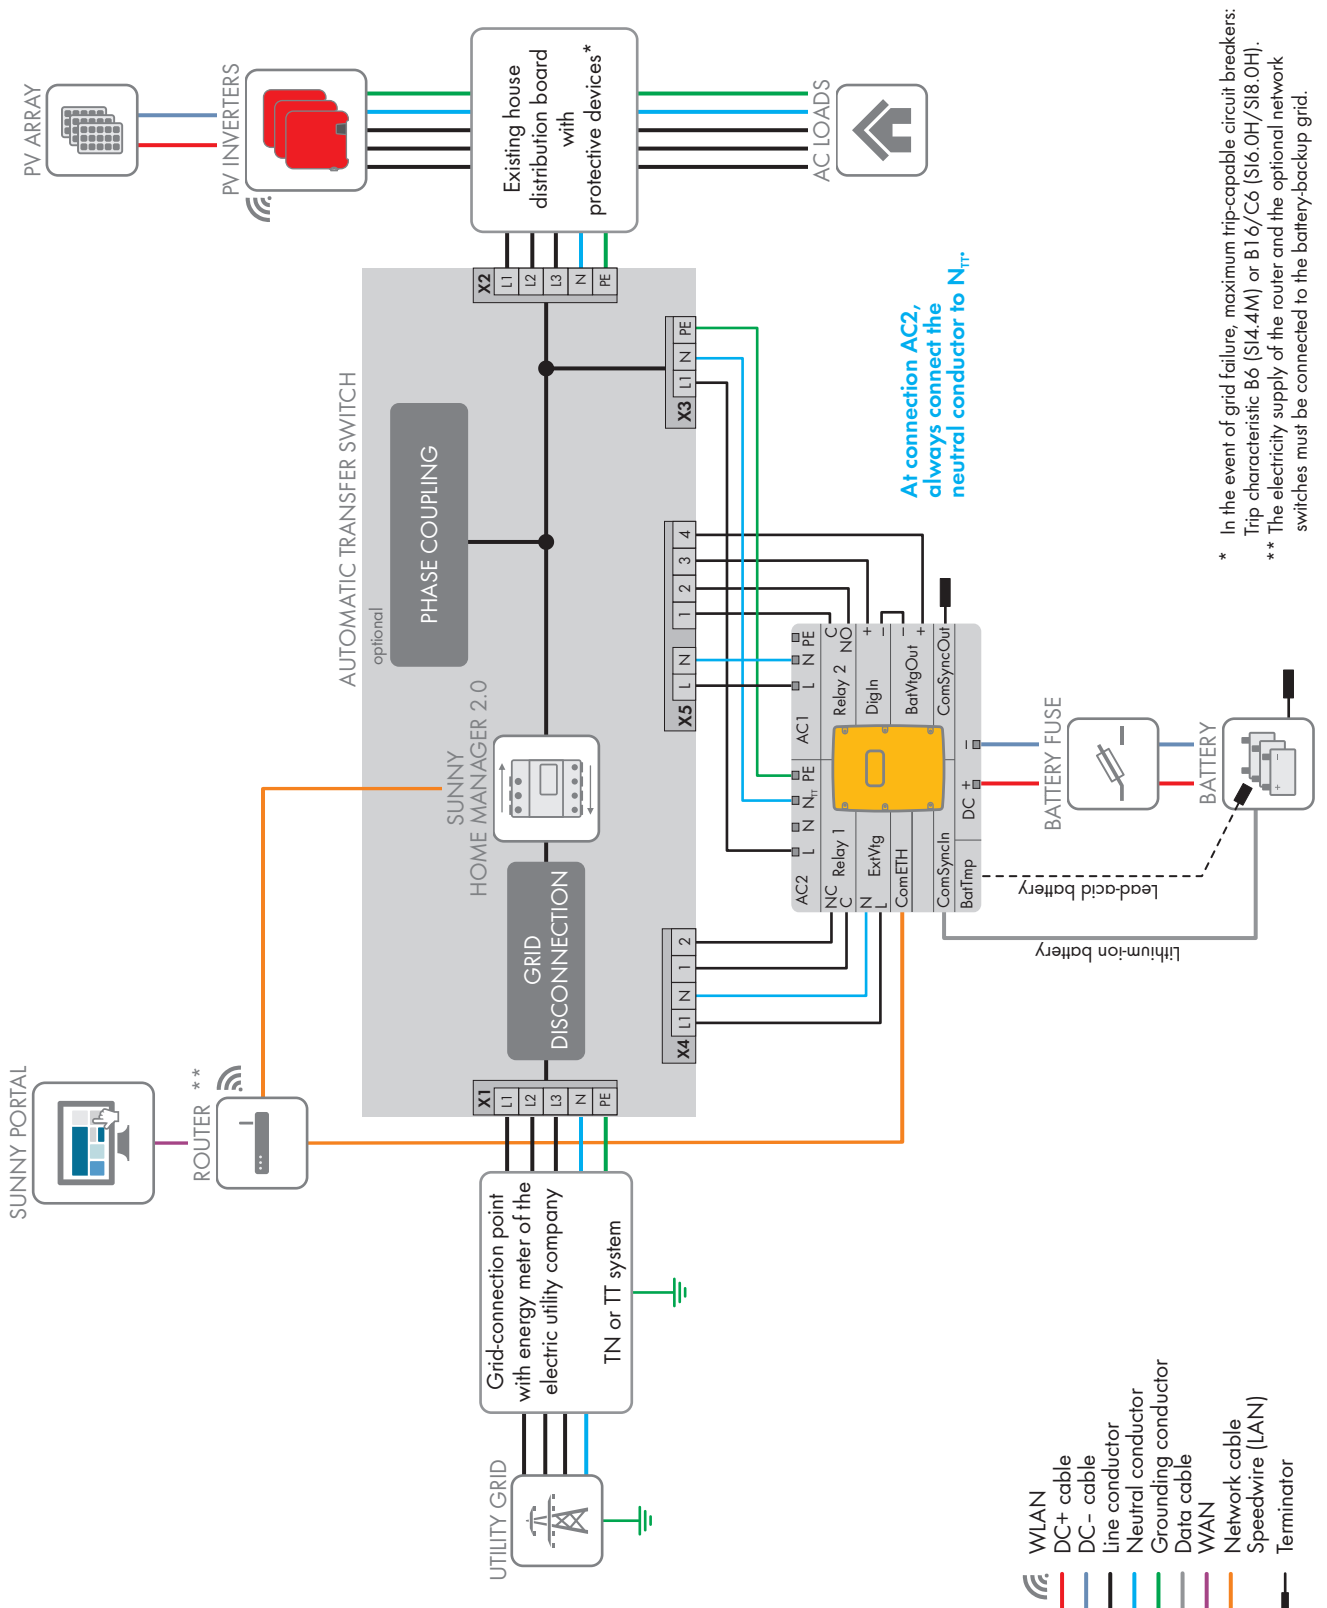 SUNNY PORTAL
ROUTER **
PV ARRAY
PV INVERTERS
UTILITY GRID
Grid-connection point
with energy meter of the
electric utility company
TN or TT system
X1
L1
L2
L3
N
PE
AUTOMATIC TRANSFER SWITCH
GRID
DISCONNECTION
SUNNY
HOME MANAGER 2.0
optional
PHASE COUPLING
X2
L1
L2
L3
N
PE
Existing house
distribution board
with
protective devices*
AC LOADS
X4
L1
N
1
2
X5
L
N
1
2
3
4
X3
L1
N
PE
At connection AC2,
always connect the
neutral conductor to NTT.
AC2
L
N
NTT
PE
AC1
L
N
PE
NC
C
Relay 1
Relay 2
C
NO
N
L
ExtVtg
DigIn
+
–
ComETH
BatVtgOut
–
+
ComSyncIn
ComSyncOut
BatTmp
DC
+
–
Lead-acid battery
Lithium-ion battery
BATTERY FUSE
BATTERY
WLAN
DC+ cable
DC– cable
Line conductor
Neutral conductor
Grounding conductor
Data cable
WAN
Network cable
Speedwire (LAN)
Terminator
* In the event of grid failure, maximum trip-capable circuit breakers:
Trip characteristic B6 (SI4.4M) or B16/C6 (SI6.0H/SI8.0H).
** The electricity supply of the router and the optional network
switches must be connected to the battery-backup grid.